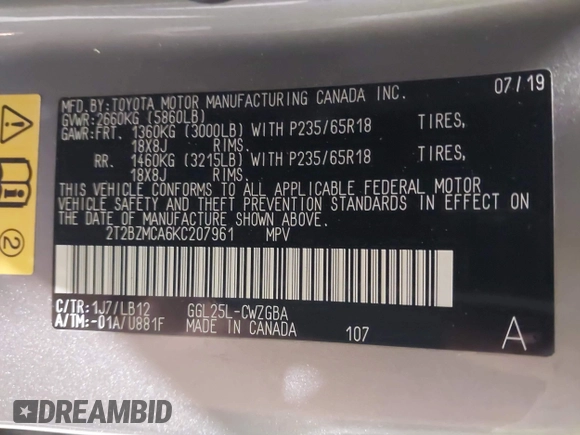 MFD.BY:TOYOTA MOTOR MANUFACTURING CANADA INC. 07/19
GVWR:2660KG (5860LB)
GAWR:FRT. 1360KG (3000LB) WITH P235/65R18 TIRES,
18X8J RIMS.
RR. 1460KG (3215LB) WITH P235/65R18 TIRES,
18X8J RIMS.
THIS VEHICLE CONFORMS TO ALL APPLICABLE FEDERAL MOTOR
VEHICLE SAFETY AND THEFT PREVENTION STANDARDS IN EFFECT ON
THE DATE OF MANUFACTURE SHOWN ABOVE.
2T2BZMCA6KC207961 MPV
C/TR:1J7/LB12 GGL25L-CWZGBA
A/TM:-01A/U881F MADE IN CANADA 107 A
2
DREAMBID